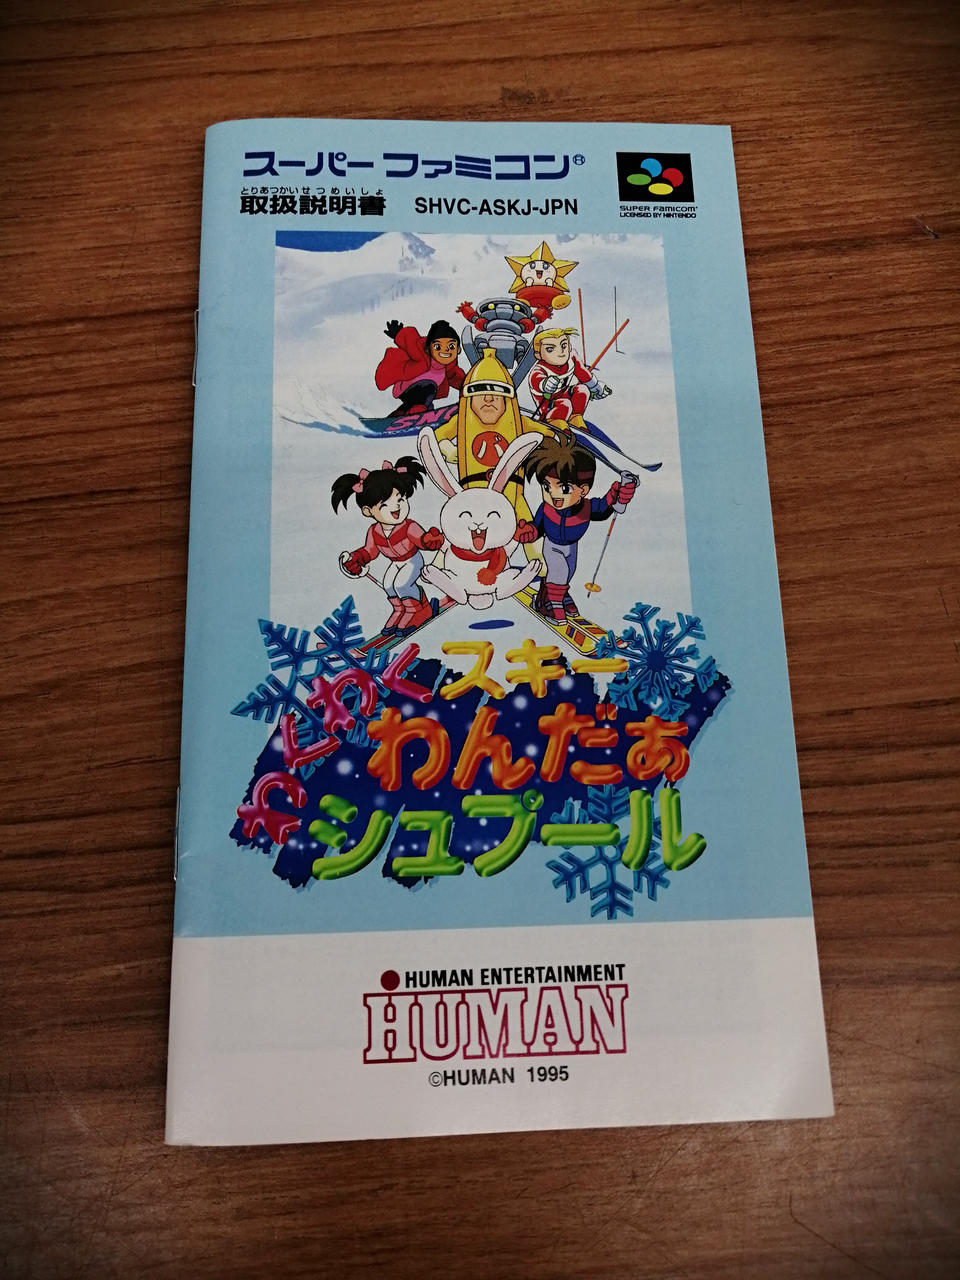 スーパーファミコン®
とりあつかいせつめいしょ
取扱説明書 SHVC-ASKJ-JPN
SUPER FAMICOM
LICENSED BY NINTENDO
バ
わくわくスキー
わんだぁ
シュプール
HUMAN ENTERTAINMENT
HUMAN
©HUMAN 1995